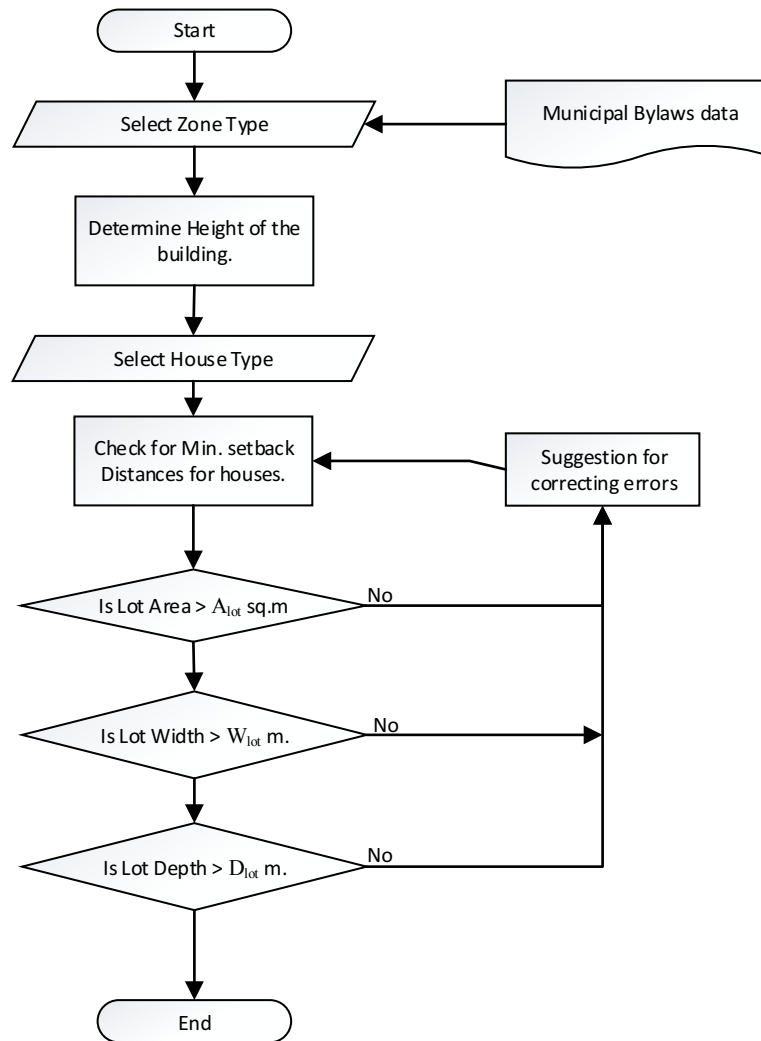 Start
Select Zone Type
Municipal Bylaws data
Determine Height of the
building.
Select House Type
Check for Min. setback
Distances for houses.
Suggestion for
correcting errors
Is Lot Area > Alot sq.m
No
Is Lot Width > Wlot m.
No
Is Lot Depth > Dlot m.
No
End